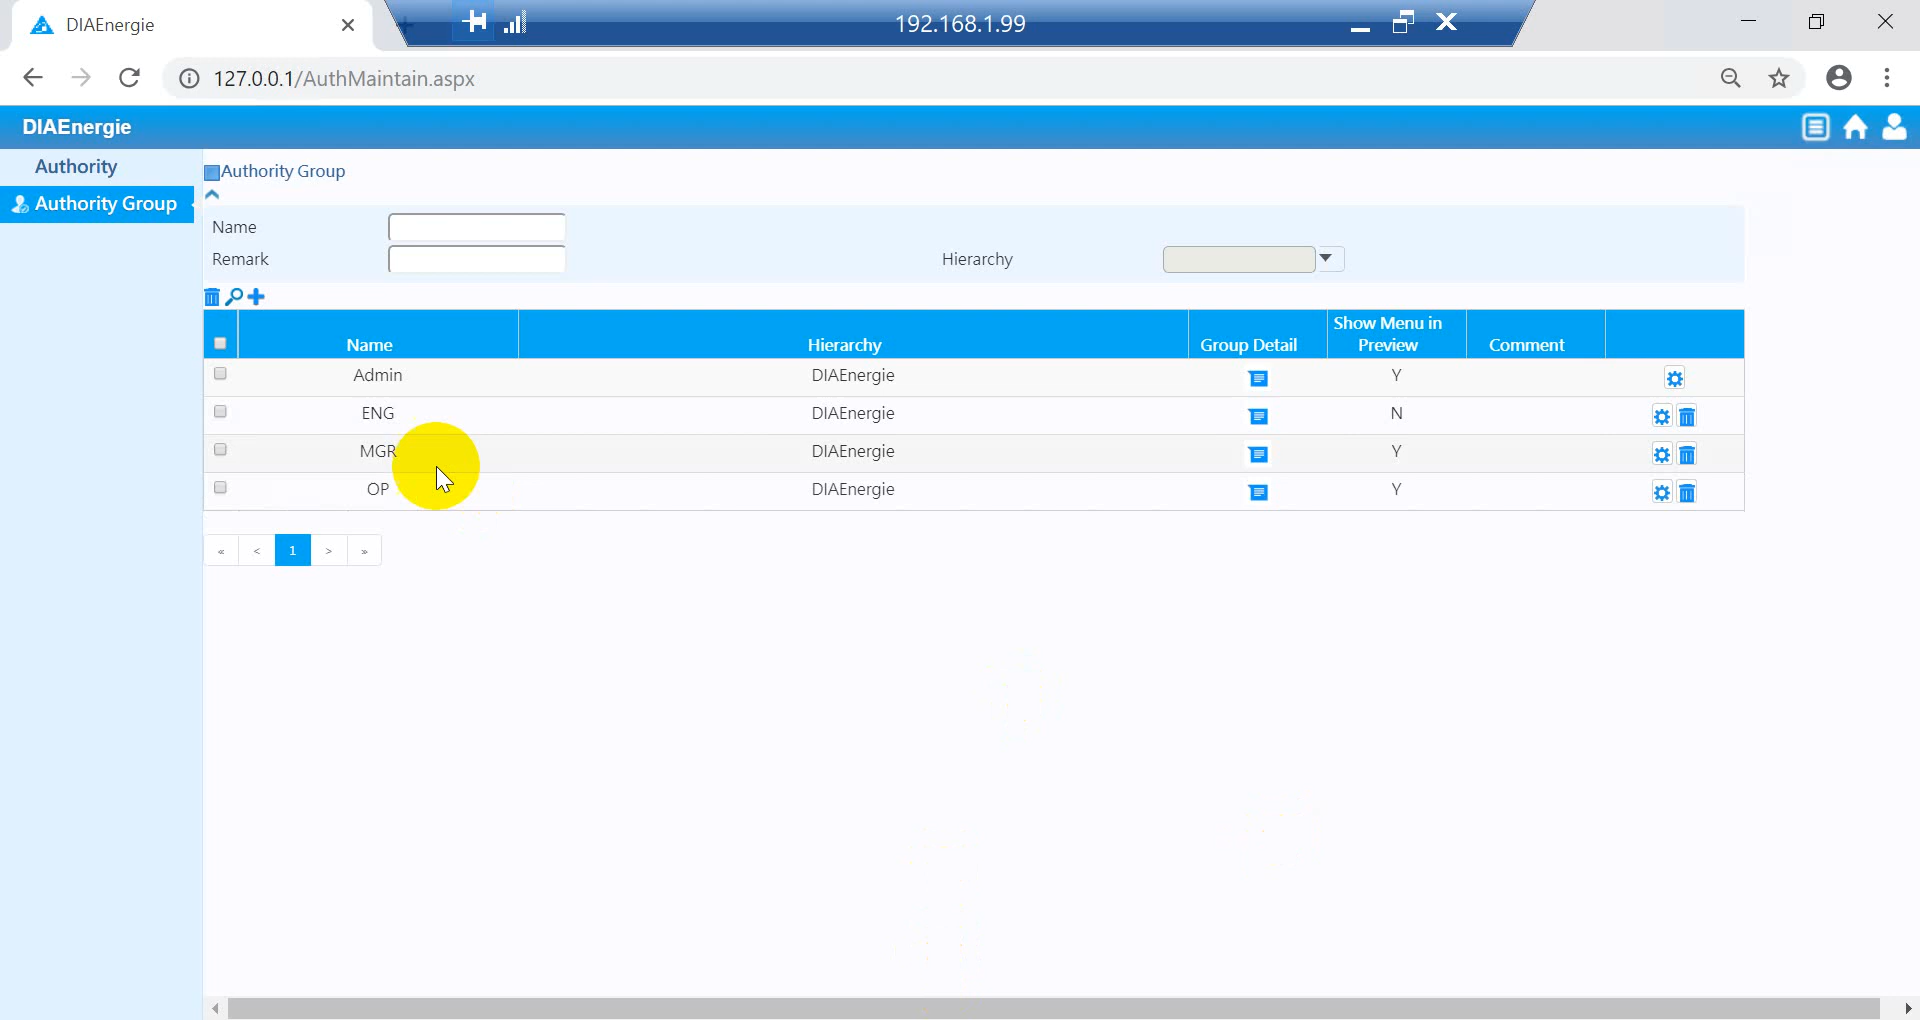 DIAEnergie
192.168.1.99
127.0.0.1/AuthMaintain.aspx
DIAEnergie
Authority
Authority Group
Authority Group
Name
Remark
Hierarchy
Name Hierarchy Group Detail Show Menu in Preview Comment
Admin DIAEnergie Y
ENG DIAEnergie N
MGR DIAEnergie Y
OP DIAEnergie Y
« < 1 > »